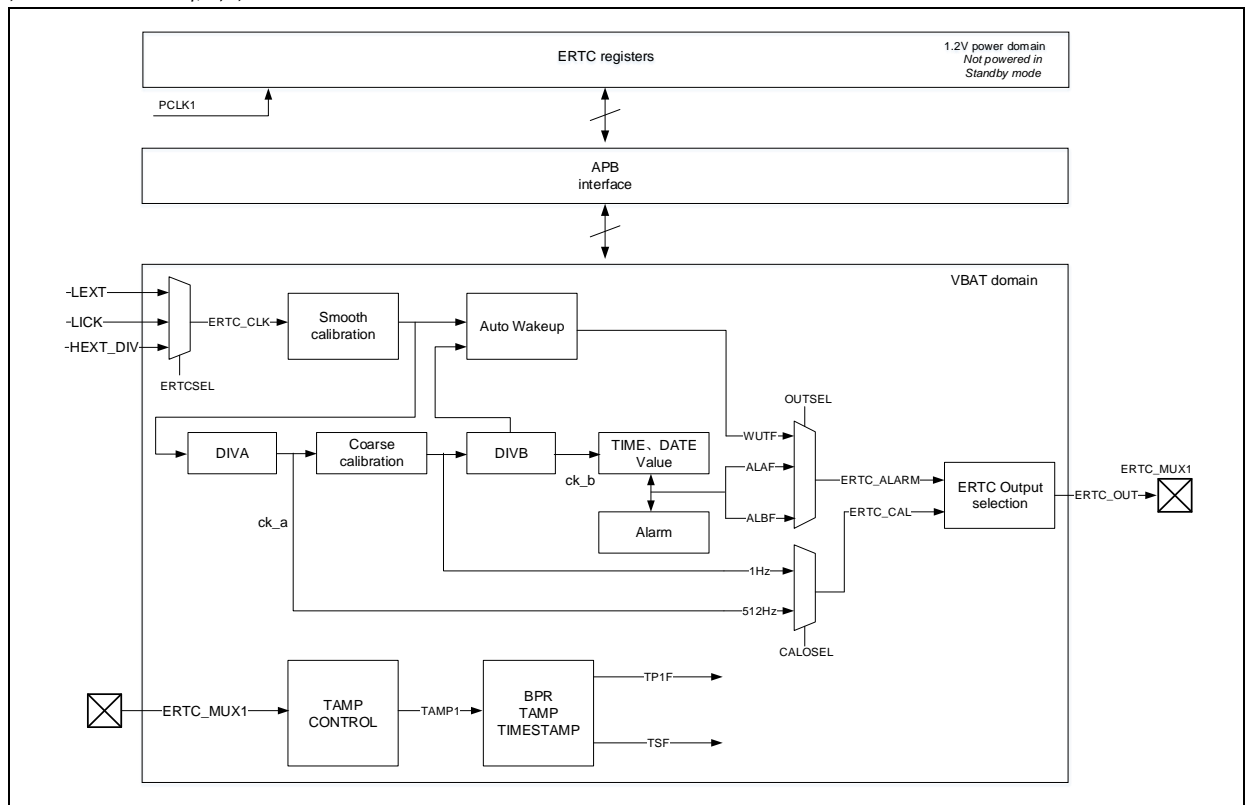 ERTC registers
1.2V power domain
Not powered in
Standby mode
PCLK1
APB
interface
VBAT domain
LEXT
LICK
HEXT_DIV
ERTC_CLK
ERTCSEL
Smooth
calibration
Auto Wakeup
OUTSEL
DIVA
Coarse
calibration
DIVB
TIME、DATE
Value
ck_b
ck_a
Alarm
WUTF
ALAF
ALBF
ERTC_ALARM
ERTC_CAL
ERTC Output
selection
ERTC_OUT
ERTC_MUX1
1Hz
512Hz
CALOSEL
ERTC_MUX1
TAMP
CONTROL
TAMP1
BPR
TAMP
TIMESTAMP
TP1F
TSF